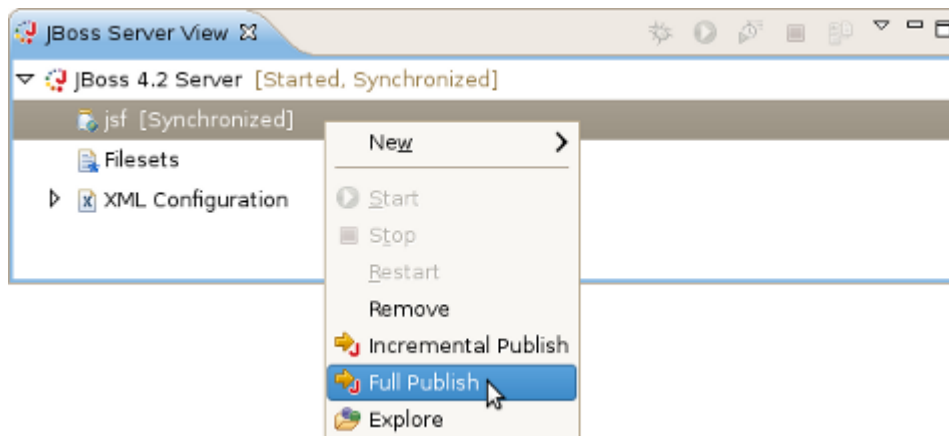 JBoss Server View
JBoss 4.2 Server [Started, Synchronized]
jsf [Synchronized]
Filesets
XML Configuration
New
Start
Stop
Restart
Remove
Incremental Publish
Full Publish
Explore